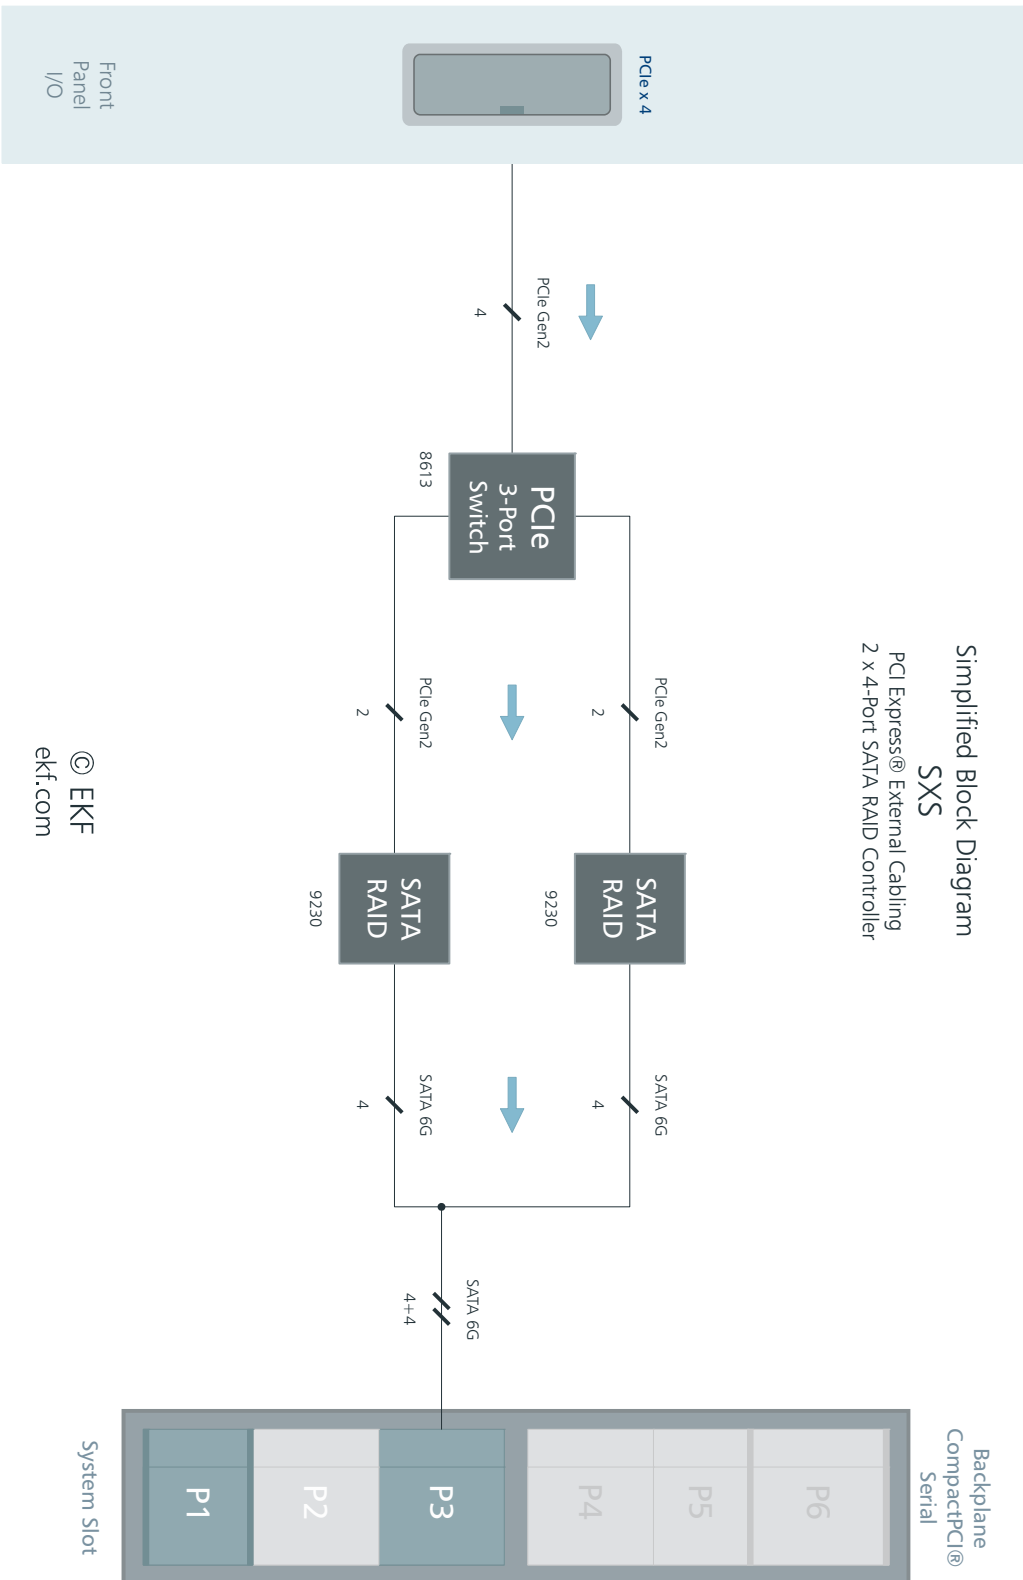 Simplified Block Diagram
SXS
PCI Express® External Cabling
2 x 4-Port SATA RAID Controller
PCIe x 4
Front
Panel
I/O
PCIe Gen2
4
PCIe
3-Port
Switch
8613
PCIe Gen2
2
PCIe Gen2
2
SATA
RAID
9230
SATA
RAID
9230
SATA 6G
4
SATA 6G
4
SATA 6G
4+4
Backplane
CompactPCI®
Serial
P6
P5
P4
P3
P2
P1
System Slot
© EKF
ekf.com